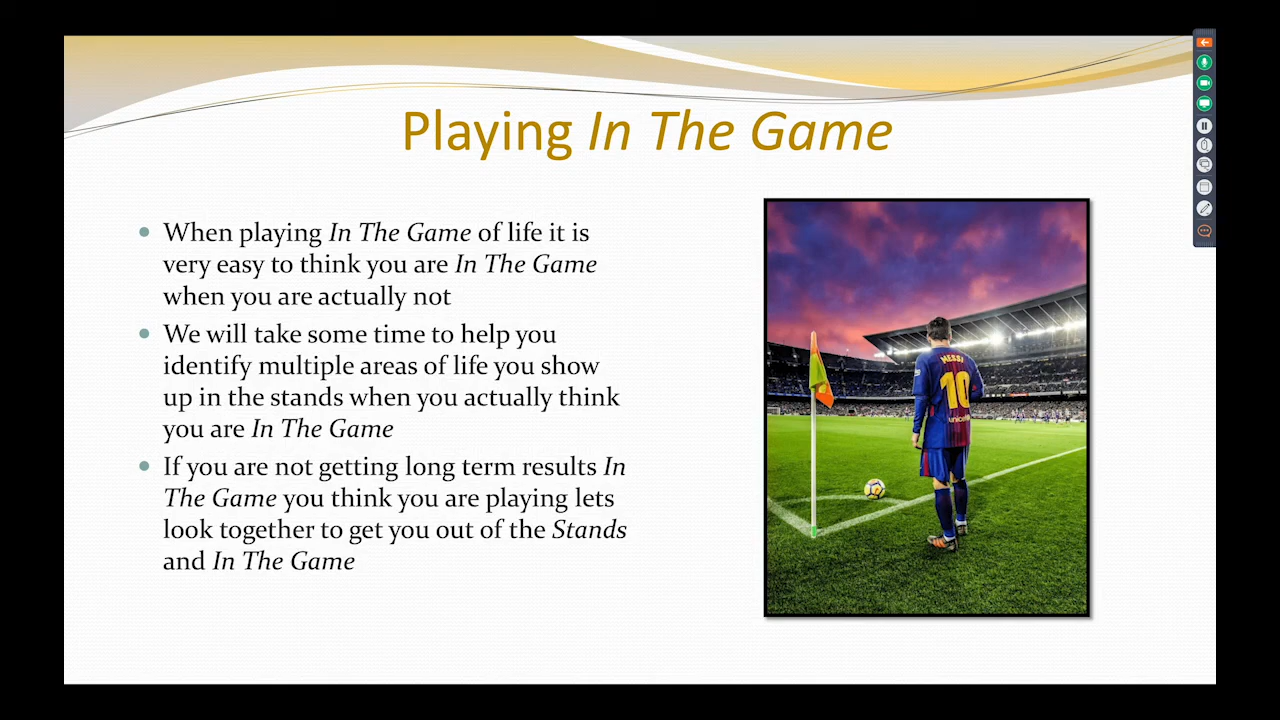 Playing In The Game
When playing In The Game of life it is
very easy to think you are In The Game
when you are actually not
We will take some time to help you
identify multiple areas of life you show
up in the stands when you actually think
you are In The Game
If you are not getting long term results In
The Game you think you are playing lets
look together to get you out of the Stands
and In The Game
MESSI
10
unicef